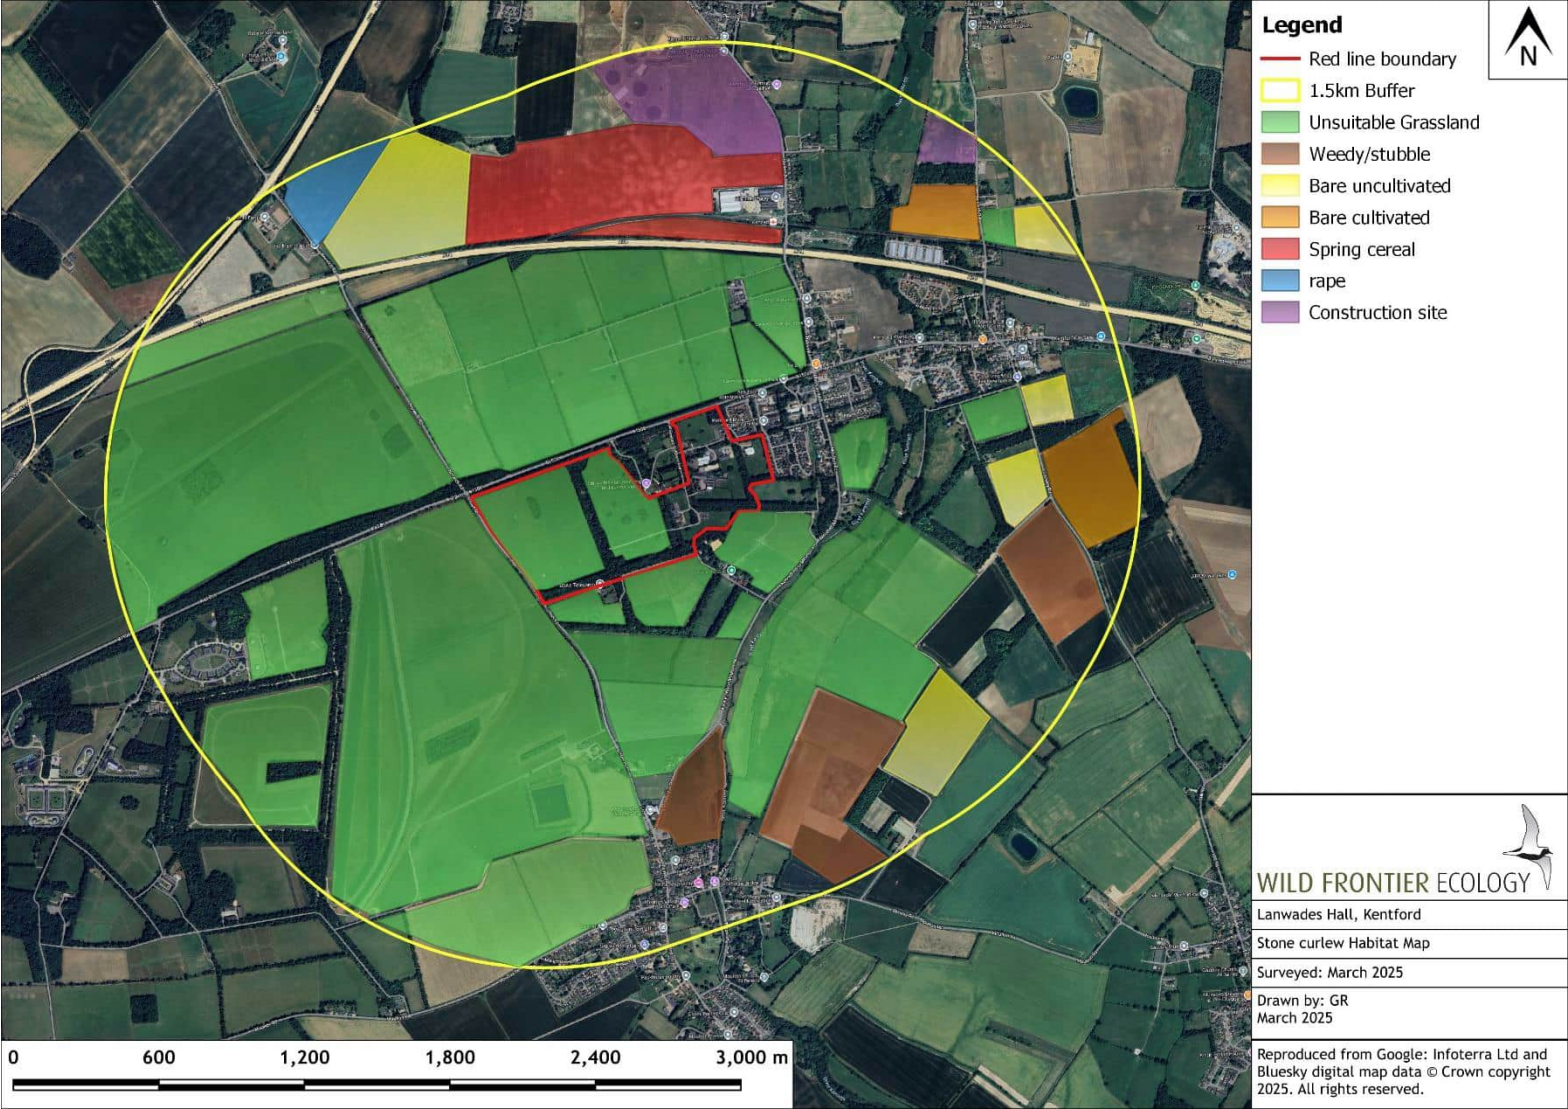 Legend
N
Red line boundary
1.5km Buffer
Unsuitable Grassland
Weedy/stubble
Bare uncultivated
Bare cultivated
Spring cereal
rape
Construction site
WILD FRONTIER ECOLOGY
Lanwades Hall, Kentford
Stone curlew Habitat Map
Surveyed: March 2025
Drawn by: GR
March 2025
Reproduced from Google: Infoterra Ltd and
Bluesky digital map data © Crown copyright
2025. All rights reserved.
0 600 1,200 1,800 2,400 3,000 m